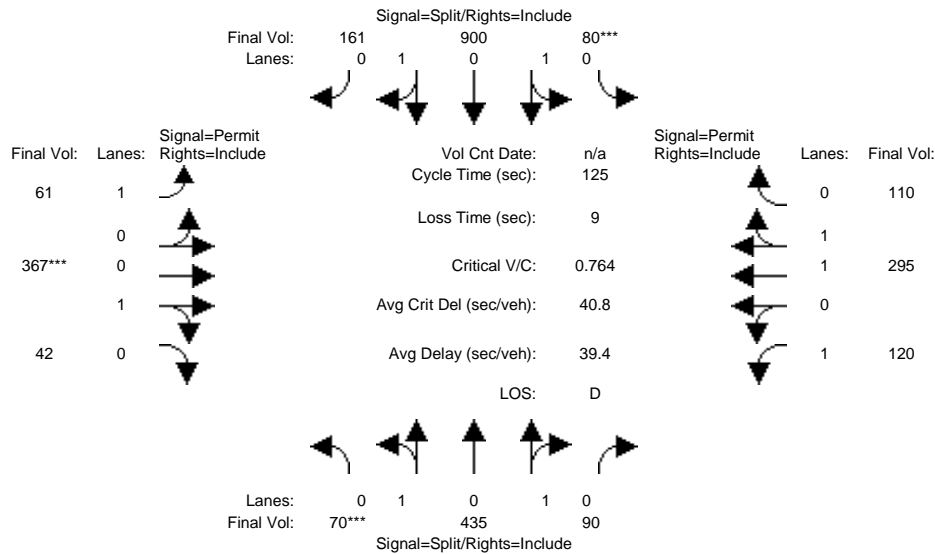 Signal=Split/Rights=Include
Final Vol: 161 900 80***
Lanes: 0 1 0 1 0
Signal=Permit Signal=Permit
Final Vol: Lanes: Rights=Include Vol Cnt Date: n/a Rights=Include Lanes: Final Vol:
Cycle Time (sec): 125
61 1 0 110
Loss Time (sec): 9
0 1
367*** 0 Critical V/C: 0.764 1 295
1 Avg Crit Del (sec/veh): 40.8 0
42 0 Avg Delay (sec/veh): 39.4 1 120
LOS: D
Lanes: 0 1 0 1 0
Final Vol: 70*** 435 90
Signal=Split/Rights=Include